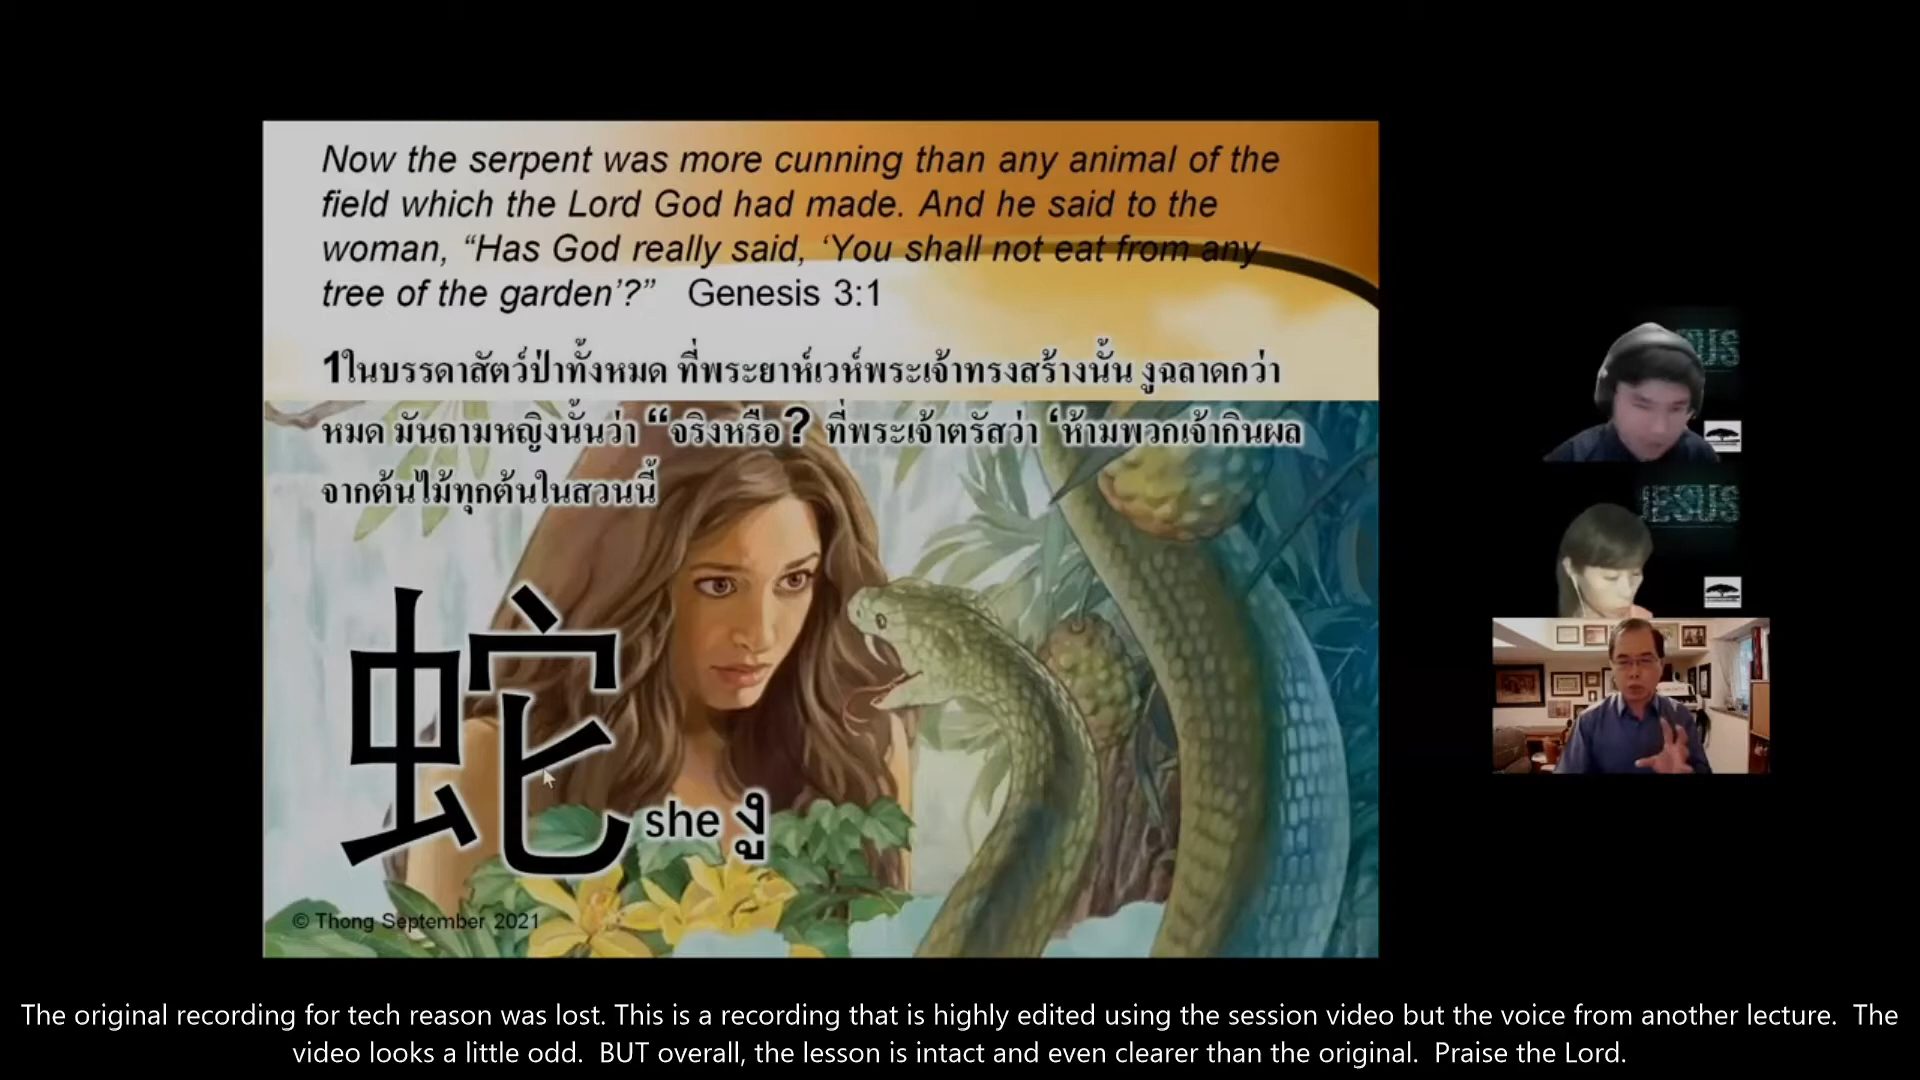 Now the serpent was more cunning than any animal of the
field which the Lord God had made. And he said to the
woman, “Has God really said, ‘You shall not eat from any
tree of the garden’?” Genesis 3:1
1ในบรรดาสัตว์ป่าทั้งหมด ที่พระยาห์เวห์พระเจ้าทรงสร้างนั้น งูฉลาดกว่า
หมด มันถามหญิงนั้นว่า “จริงหรือ? ที่พระเจ้าตรัสว่า ‘ห้ามพวกเจ้ากินผล
จากต้นไม้ทุกต้นในสวนนี้
蛇 she งู
© Thong September 2021
JESUS
The original recording for tech reason was lost. This is a recording that is highly edited using the session video but the voice from another lecture. The
video looks a little odd. BUT overall, the lesson is intact and even clearer than the original. Praise the Lord.